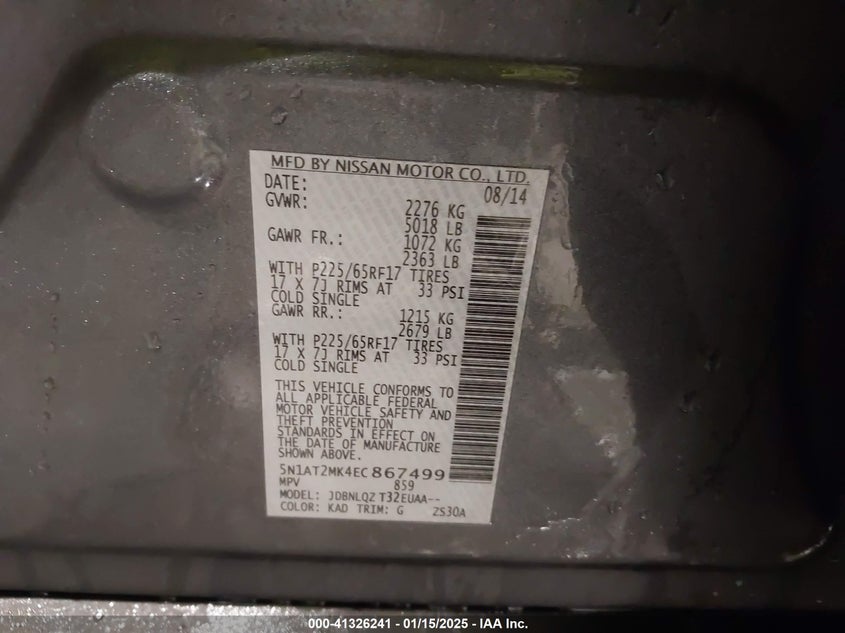 MFD BY NISSAN MOTOR CO., LTD.
DATE: 08/14
GVWR: 2276 KG
5018 LB
GAWR FR.: 1072 KG
2363 LB
WITH P225/65RF17 TIRES
17 X 7J RIMS AT 33 PSI
COLD SINGLE
GAWR RR.: 1215 KG
2679 LB
WITH P225/65RF17 TIRES
17 X 7J RIMS AT 33 PSI
COLD SINGLE
THIS VEHICLE CONFORMS TO
ALL APPLICABLE FEDERAL
MOTOR VEHICLE SAFETY AND
THEFT PREVENTION
STANDARDS IN EFFECT ON
THE DATE OF MANUFACTURE
SHOWN ABOVE.
5N1AT2MK4EC867499
MPV 859
MODEL: JDBNLQZ T32EUAA--
COLOR: KAD TRIM: G 2S30A
000-41326241 - 01/15/2025 - IAA Inc.